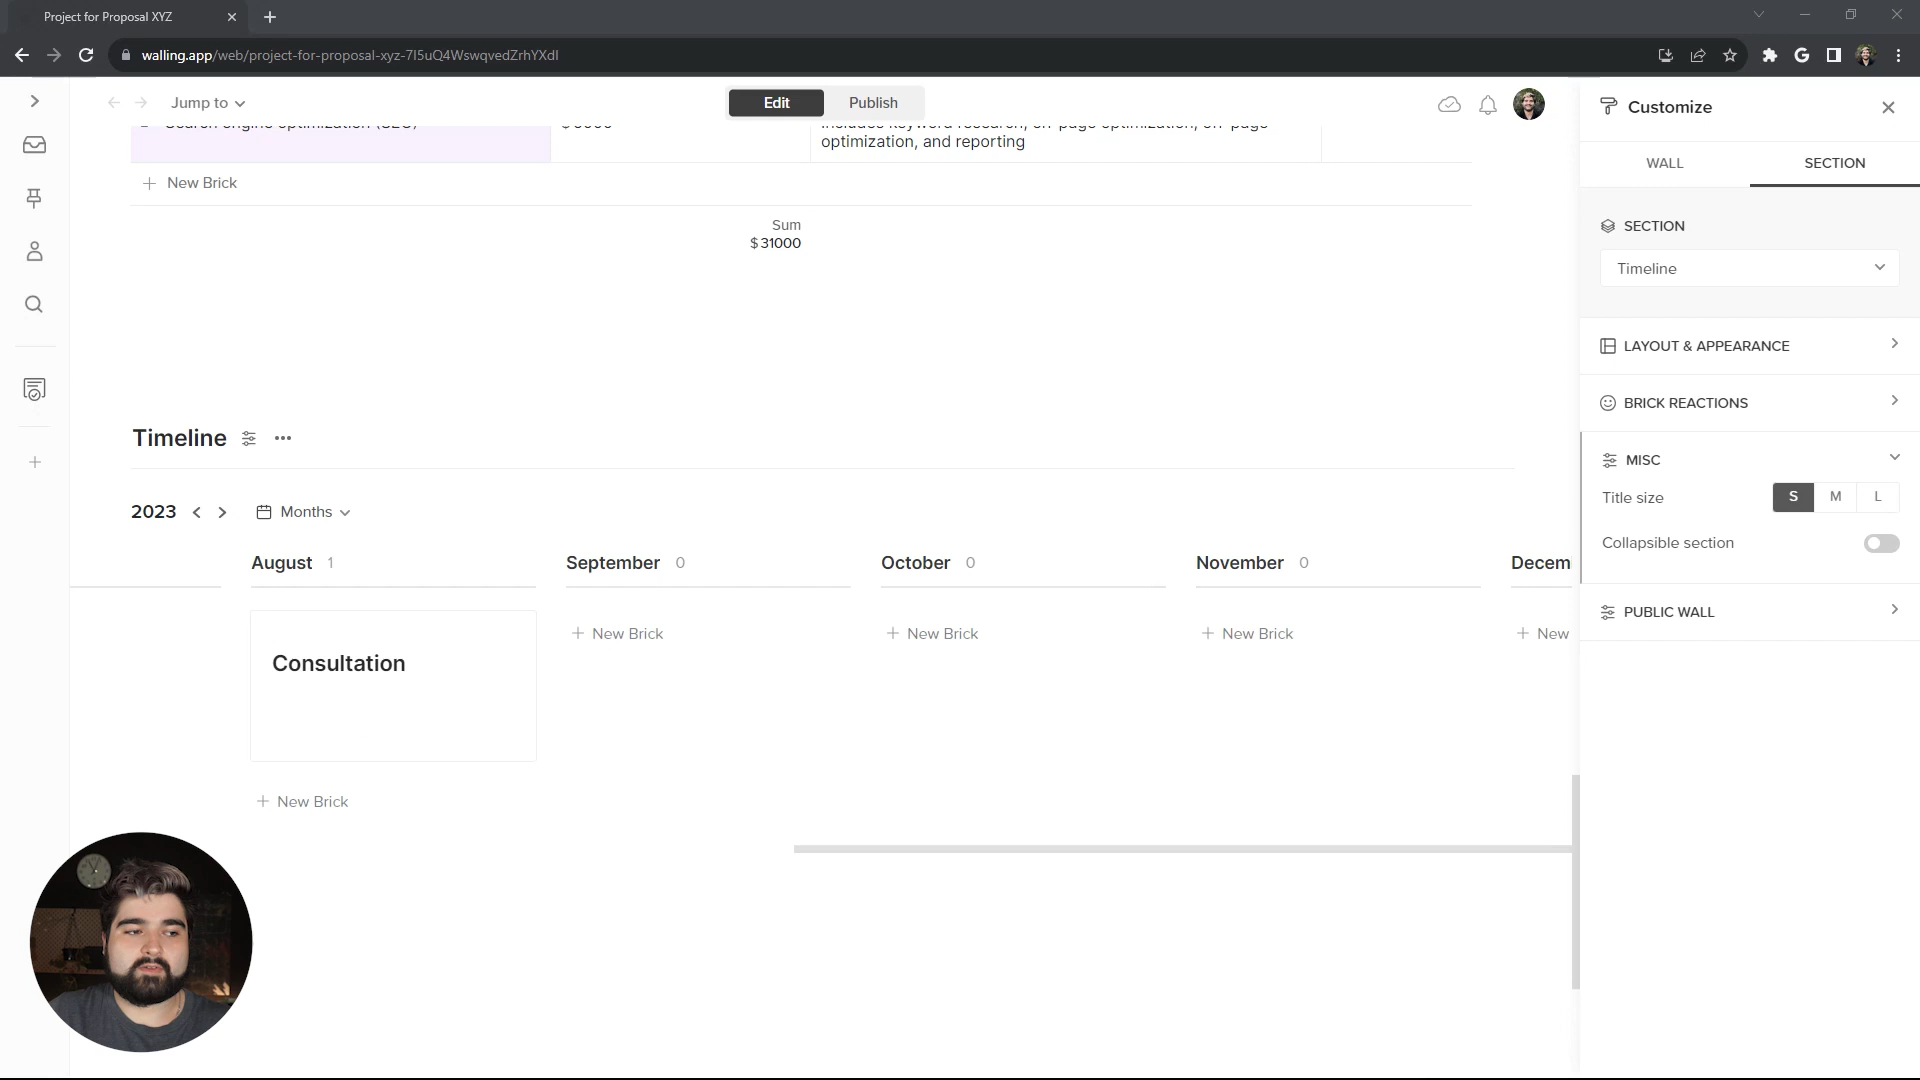 Project for Proposal XYZ
walling.app/web/project-for-proposal-xyz-7I5uQ4WswqvedZrhYXdI
Jump to
Edit
Publish
Customize
Search engine optimization (SEO)
$ 5000
Includes keyword research, on-page optimization, off-page
optimization, and reporting
WALL
SECTION
New Brick
Sum
$ 31000
SECTION
Timeline
LAYOUT & APPEARANCE
BRICK REACTIONS
Timeline
MISC
Title size
S
M
L
2023
Months
Collapsible section
August 1
September 0
October 0
November 0
Decem
PUBLIC WALL
New Brick
New Brick
New Brick
New
Consultation
New Brick